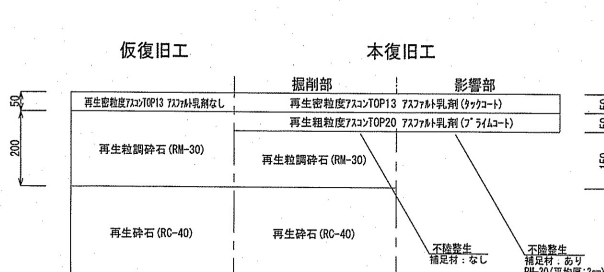 仮復旧工
本復旧工
掘削部
影響部
50
再生密粒度アスコンTOP13 アスファルト乳剤なし
再生密粒度アスコンTOP13 アスファルト乳剤(タックコート)
再生粗粒度アスコンTOP20 アスファルト乳剤(プライムコート)
200
再生粒調砕石(RM-30)
再生粒調砕石(RM-30)
再生砕石(RC-40)
再生砕石(RC-40)
不陸整生
補足材:なし
不陸整生
補足材:あり
RM-30(平均厚:3cm)